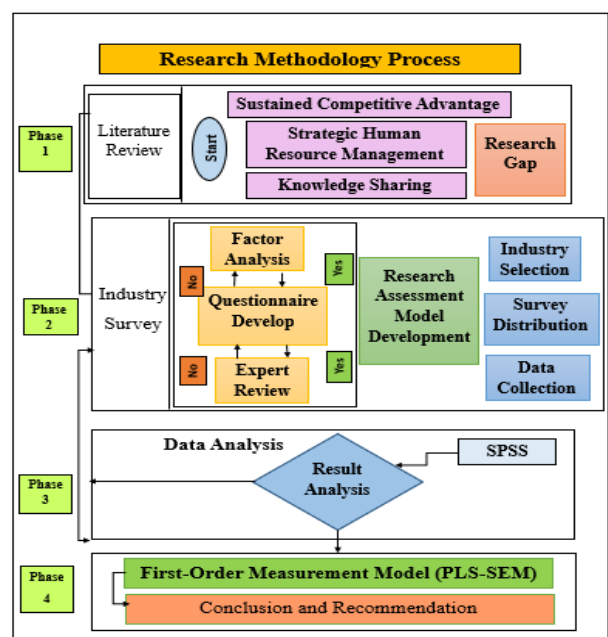 Research Methodology Process
Phase
1
Literature
Review
Start
Sustained Competitive Advantage
Strategic Human
Resource Management
Knowledge Sharing
Research
Gap
Phase
2
Industry
Survey
Factor
Analysis
No
Yes
Questionnaire
Develop
No
Yes
Expert
Review
Research
Assessment
Model
Development
Industry
Selection
Survey
Distribution
Data
Collection
Phase
3
Data Analysis
Result
Analysis
SPSS
Phase
4
First-Order Measurement Model (PLS-SEM)
Conclusion and Recommendation